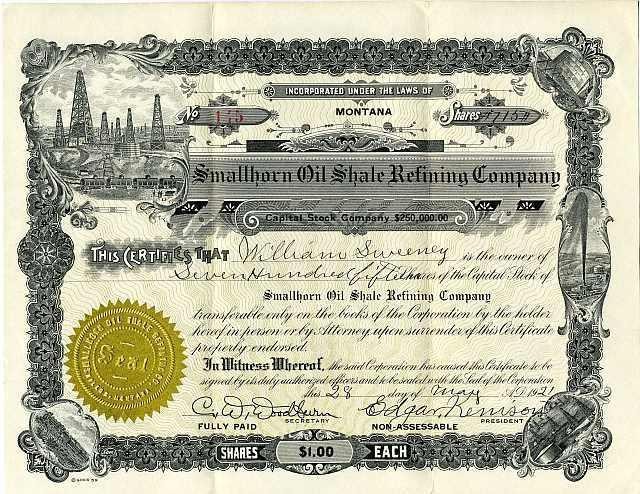 INCORPORATED UNDER THE LAWS OF
MONTANA
No 175
Shares
Smallhorn Oil Shale Refining Company
Capital Stock Company $250,000.00
THIS CERTIFIES THAT William Sweeney is the owner of
Seven Hundred fifteen Shares of the Capital Stock of
Smallhorn Oil Shale Refining Company
transferable only on the books of the Corporation by the holder
hereof in person or by Attorney, upon surrender of this Certificate
properly endorsed.
In Witness Whereof, the said Corporation has caused this Certificate to be
signed by its duly authorized officers and to be sealed with the Seal of the Corporation
this 28 day of May A.D. 1921
C. W. Woodburn
SECRETARY
Edgar
PRESIDENT
FULLY PAID
NON-ASSESSABLE
Seal
SHARES $1.00 EACH